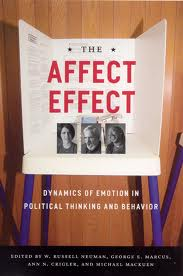 THE
AFFECT
EFFECT
DYNAMICS OF EMOTION IN
POLITICAL THINKING AND BEHAVIOR
EDITED BY W. RUSSELL NEUMAN, GEORGE E. MARCUS,
ANN N. CRIGLER, AND MICHAEL MACKUEN